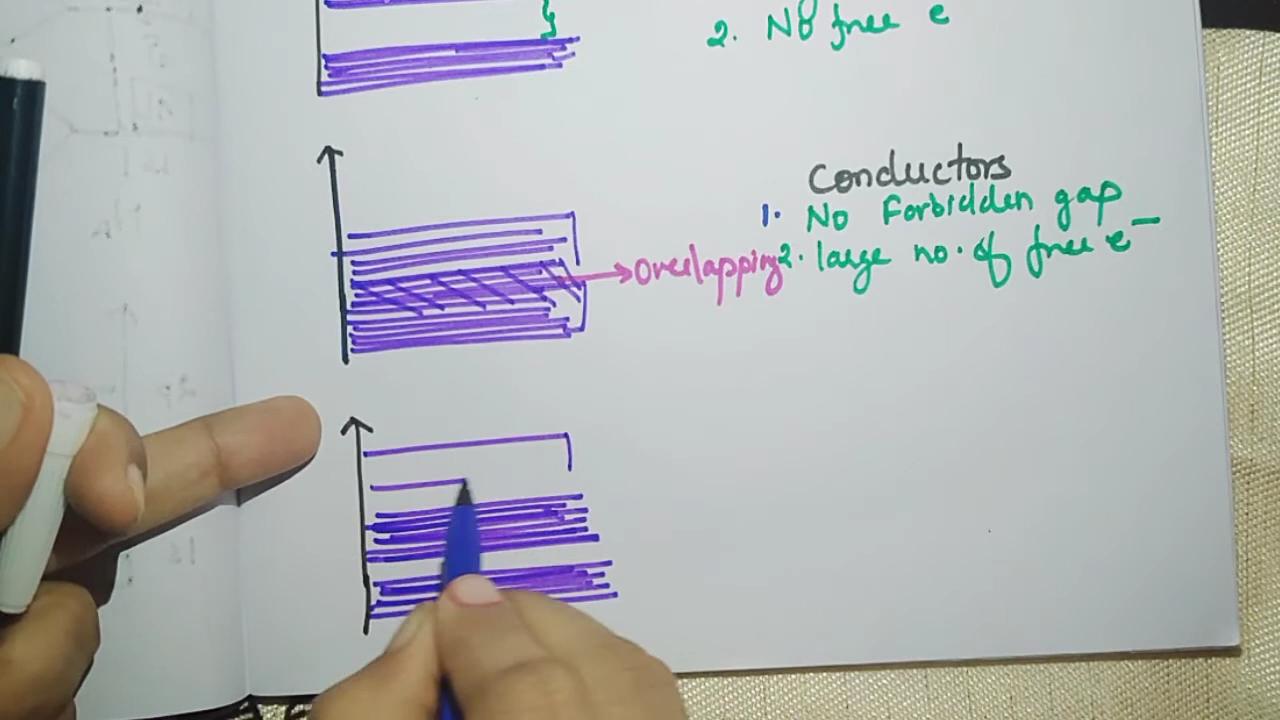 2. No free e
Conductors
1. No Forbidden gap
Overlapping 2. large no. of free e⁻